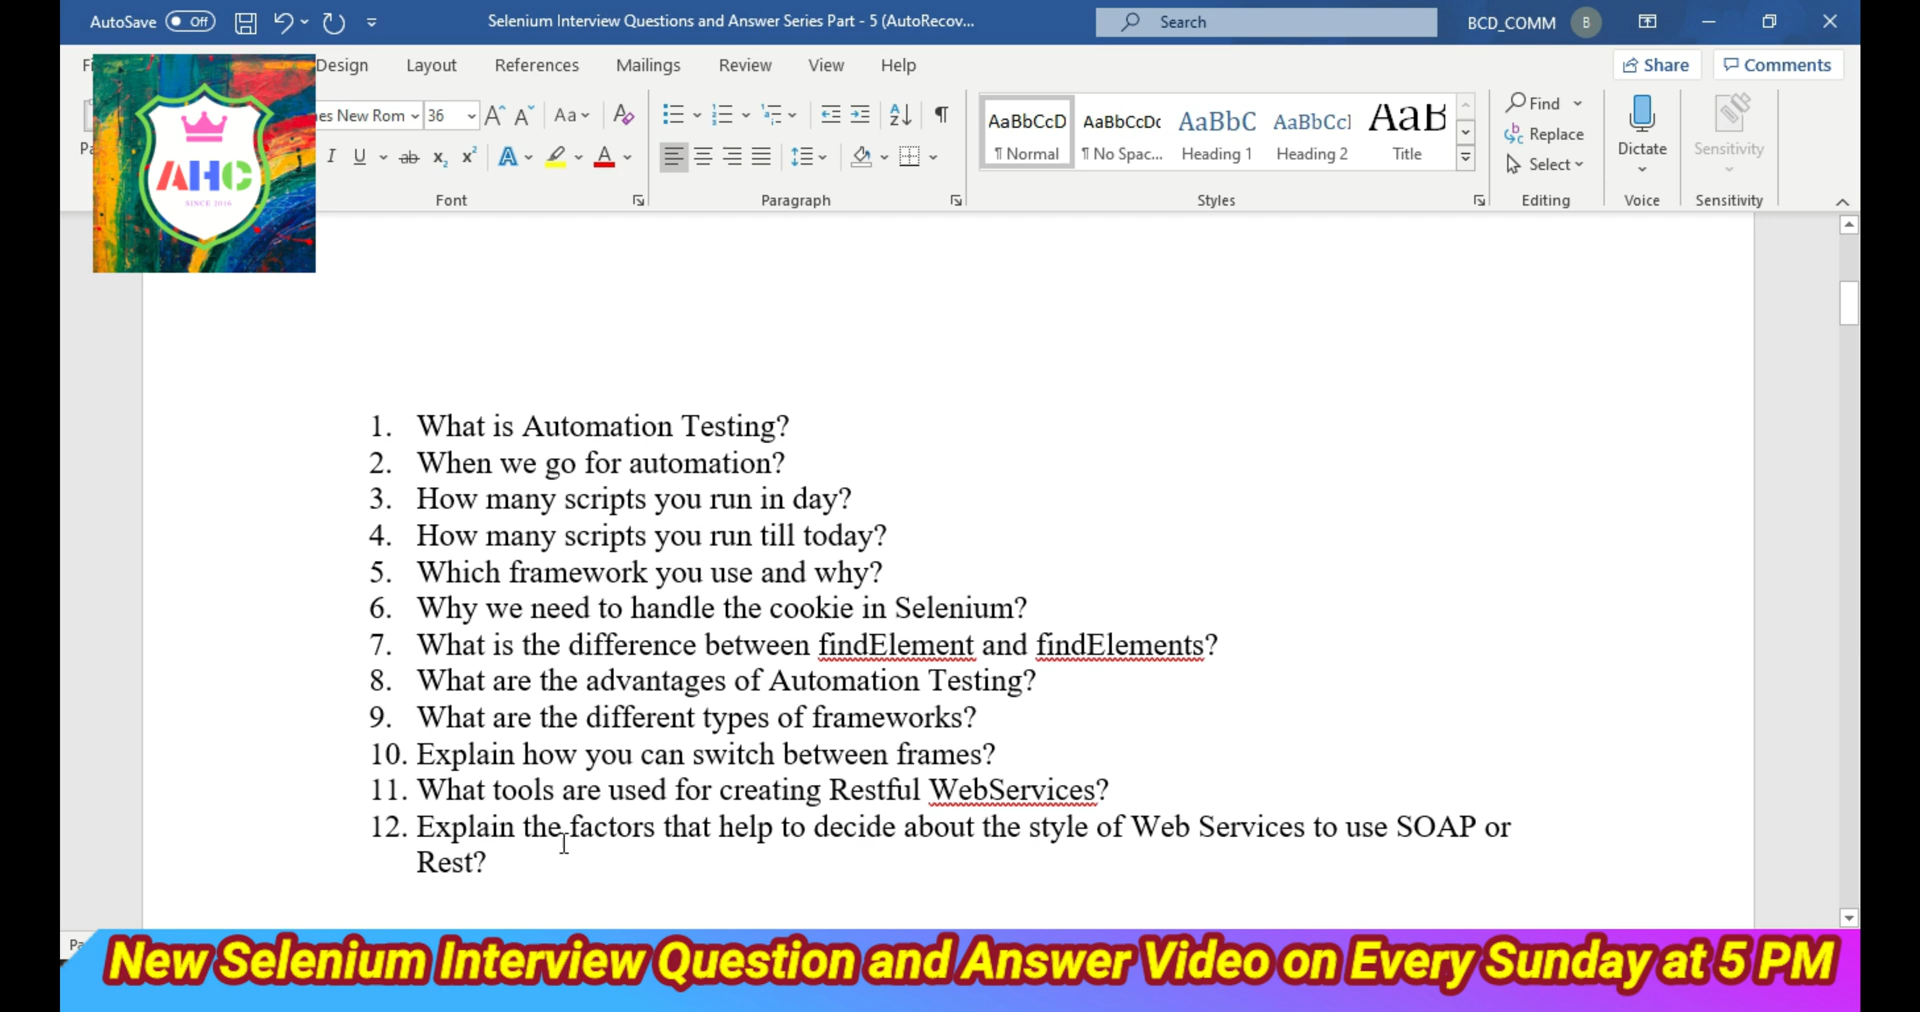 AutoSave Off
Selenium Interview Questions and Answer Series Part - 5 (AutoRecov...
Search
BCD_COMM B
Design Layout References Mailings Review View Help
Share Comments
es New Rom 36 Aa
I U ab x₂ x² A A
AaBbCcD AaBbCcDc AaBbC AaBbCcI AaB
¶ Normal ¶ No Spac... Heading 1 Heading 2 Title
Find
Replace
Select
Dictate
Sensitivity
Font Paragraph Styles Editing Voice Sensitivity
AHC
SINCE 2016
1. What is Automation Testing?
2. When we go for automation?
3. How many scripts you run in day?
4. How many scripts you run till today?
5. Which framework you use and why?
6. Why we need to handle the cookie in Selenium?
7. What is the difference between findElement and findElements?
8. What are the advantages of Automation Testing?
9. What are the different types of frameworks?
10. Explain how you can switch between frames?
11. What tools are used for creating Restful WebServices?
12. Explain the factors that help to decide about the style of Web Services to use SOAP or
Rest?
New Selenium Interview Question and Answer Video on Every Sunday at 5 PM